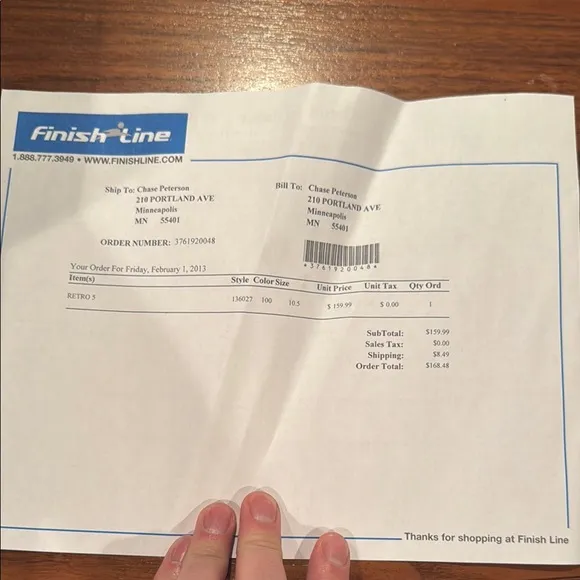 Finish Line
1.888.777.3949 • WWW.FINISHLINE.COM
Ship To: Chase Peterson
210 PORTLAND AVE
Minneapolis
MN 55401
Bill To: Chase Peterson
210 PORTLAND AVE
Minneapolis
MN 55401
ORDER NUMBER: 3761920048
*3761920048*
Your Order For Friday, February 1, 2013
Item(s) Style Color Size Unit Price Unit Tax Qty Ord
RETRO 5 136027 100 10.5 $ 159.99 $ 0.00 1
SubTotal: $159.99
Sales Tax: $0.00
Shipping: $8.49
Order Total: $168.48
Thanks for shopping at Finish Line